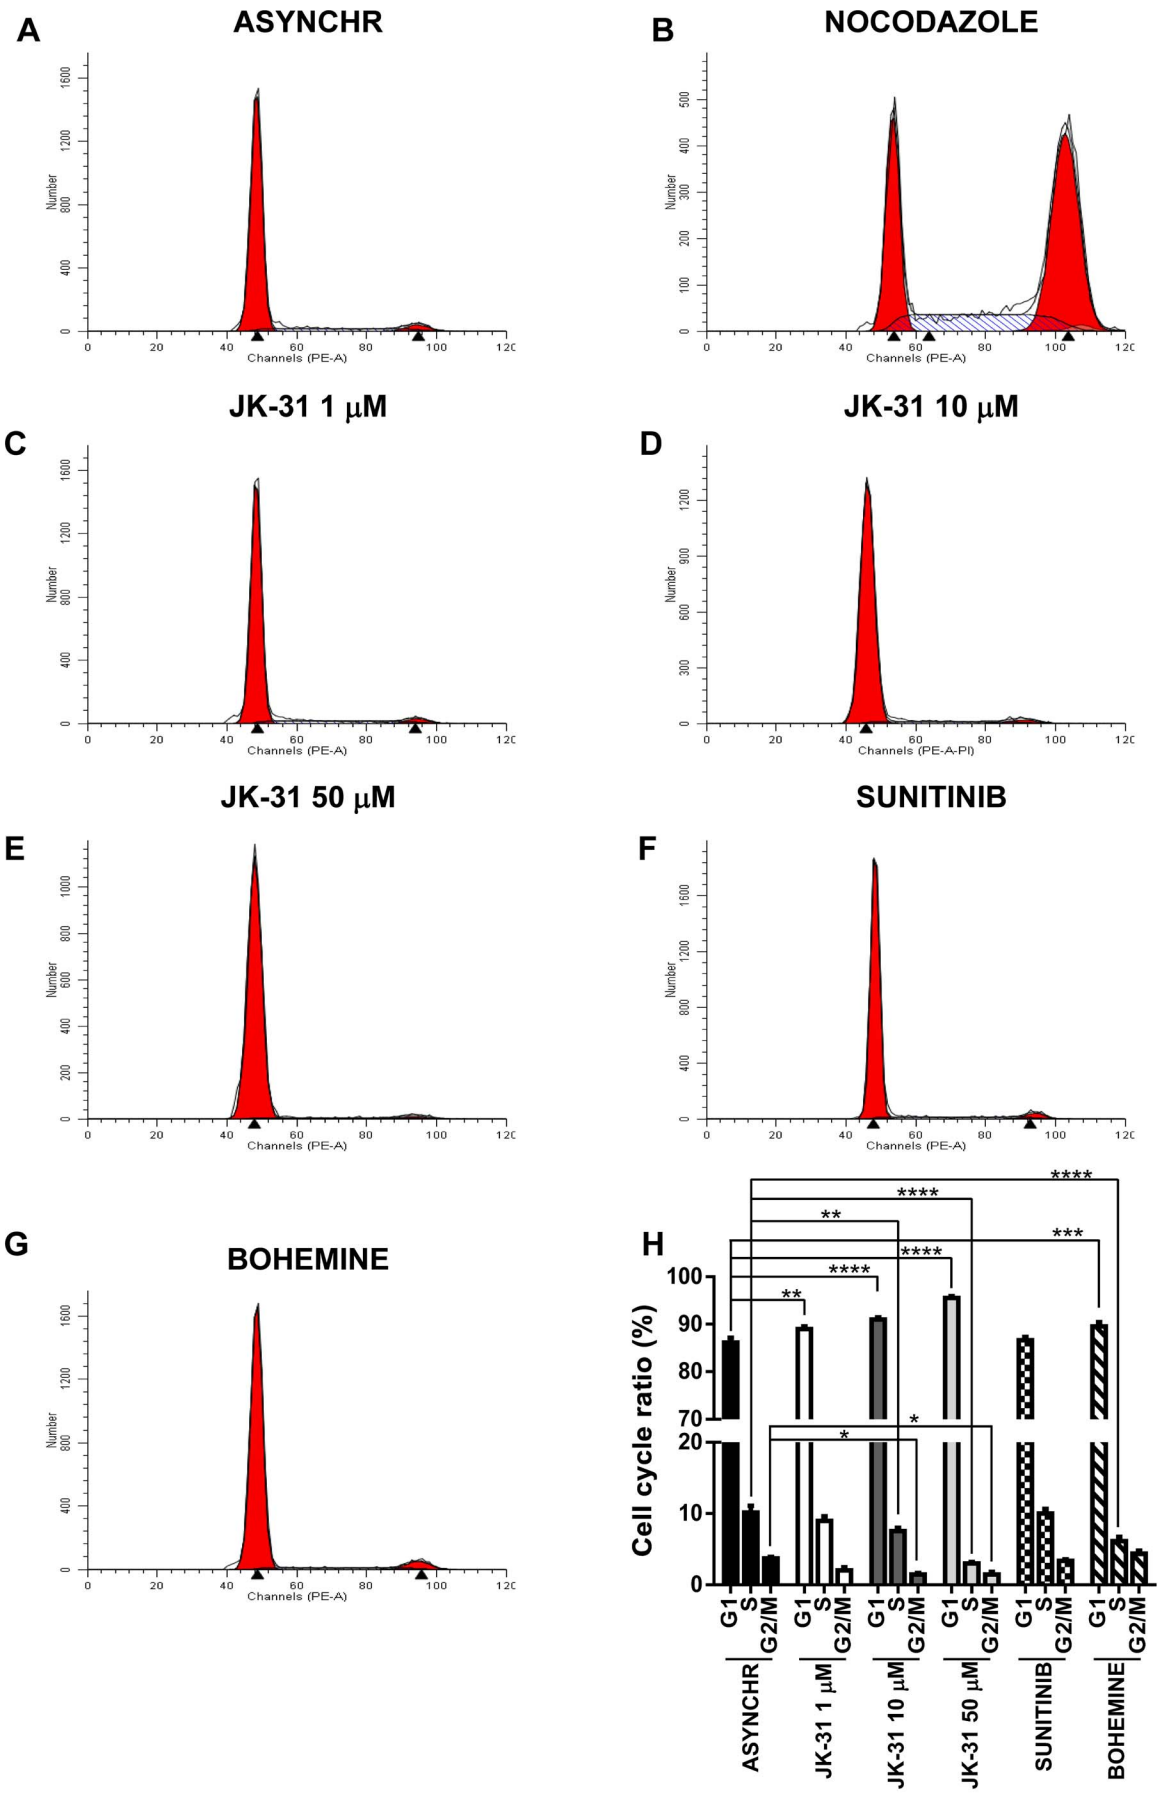 A
ASYNCHR
Number
0
400
800
1200
1600
0 20 40 60 80 100 120
Channels (PE-A)
B
NOCODAZOLE
Number
0
100
200
300
400
500
0 20 40 60 80 100 120
Channels (PE-A)
C
JK-31 1 μM
Number
0
400
800
1200
1600
0 20 40 60 80 100 120
Channels (PE-A)
D
JK-31 10 μM
Number
0
300
600
900
1200
0 20 40 60 80 100 120
Channels (PE-A-PI)
E
JK-31 50 μM
Number
0
200
400
600
800
1000
0 20 40 60 80 100 120
Channels (PE-A)
F
SUNITINIB
Number
0
400
800
1200
1600
0 20 40 60 80 100 120
Channels (PE-A)
G
BOHEMINE
Number
0
400
800
1200
1600
0 20 40 60 80 100 120
Channels (PE-A)
H
****
****
**
***
****
****
**
*
*
Cell cycle ratio (%)
100
90
80
70
20
10
0
G1 S G2/M G1 S G2/M G1 S G2/M G1 S G2/M G1 S G2/M G1 S G2/M
ASYNCHR
JK-31 1 μM
JK-31 10 μM
JK-31 50 μM
SUNITINIB
BOHEMINE